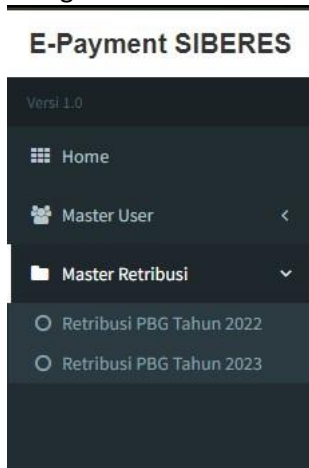 E-Payment SIBERES
Versi 1.0
Home
Master User
Master Retribusi
Retribusi PBG Tahun 2022
Retribusi PBG Tahun 2023